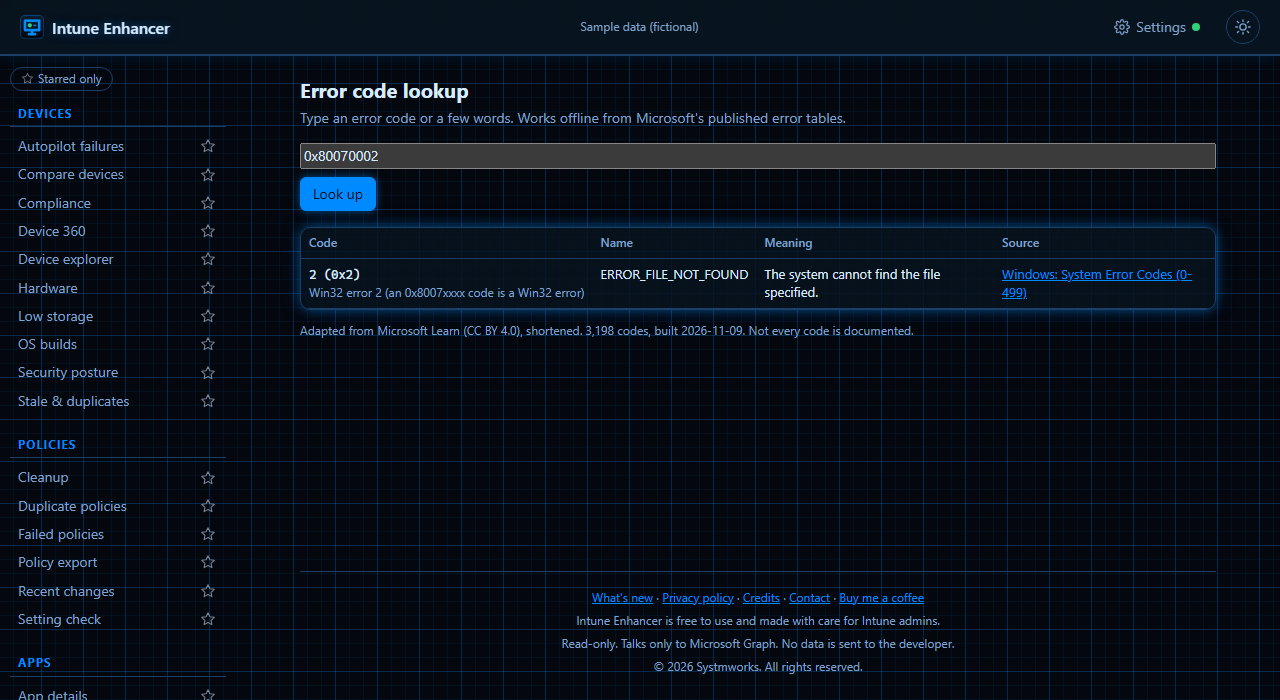 Intune Enhancer
Sample data (fictional)
Settings
Starred only
DEVICES
Autopilot failures
Compare devices
Compliance
Device 360
Device explorer
Hardware
Low storage
OS builds
Security posture
Stale & duplicates
POLICIES
Cleanup
Duplicate policies
Failed policies
Policy export
Recent changes
Setting check
APPS
App details
Error code lookup
Type an error code or a few words. Works offline from Microsoft's published error tables.
0x80070002
Look up
Code Name Meaning Source
2 (0x2) ERROR_FILE_NOT_FOUND The system cannot find the file Windows: System Error Codes (0-
Win32 error 2 (an 0x8007xxxx code is a Win32 error) specified. 499)
Adapted from Microsoft Learn (CC BY 4.0), shortened. 3,198 codes, built 2026-11-09. Not every code is documented.
What's new · Privacy policy · Credits · Contact · Buy me a coffee
Intune Enhancer is free to use and made with care for Intune admins.
Read-only. Talks only to Microsoft Graph. No data is sent to the developer.
© 2026 Systmworks. All rights reserved.